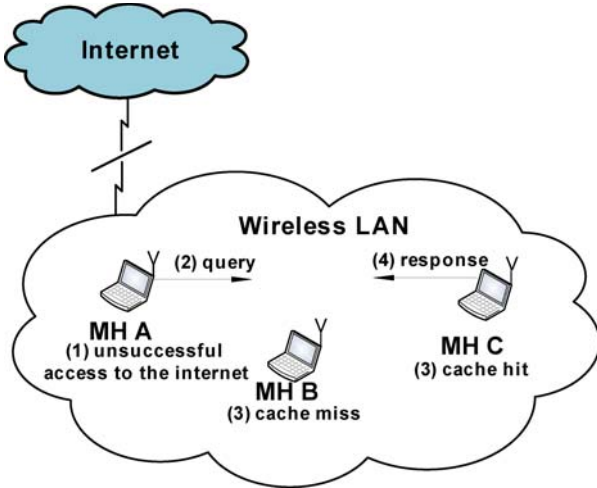 Internet
Wireless LAN
(2) query
(4) response
MH A
(1) unsuccessful
access to the internet
MH B
(3) cache miss
MH C
(3) cache hit